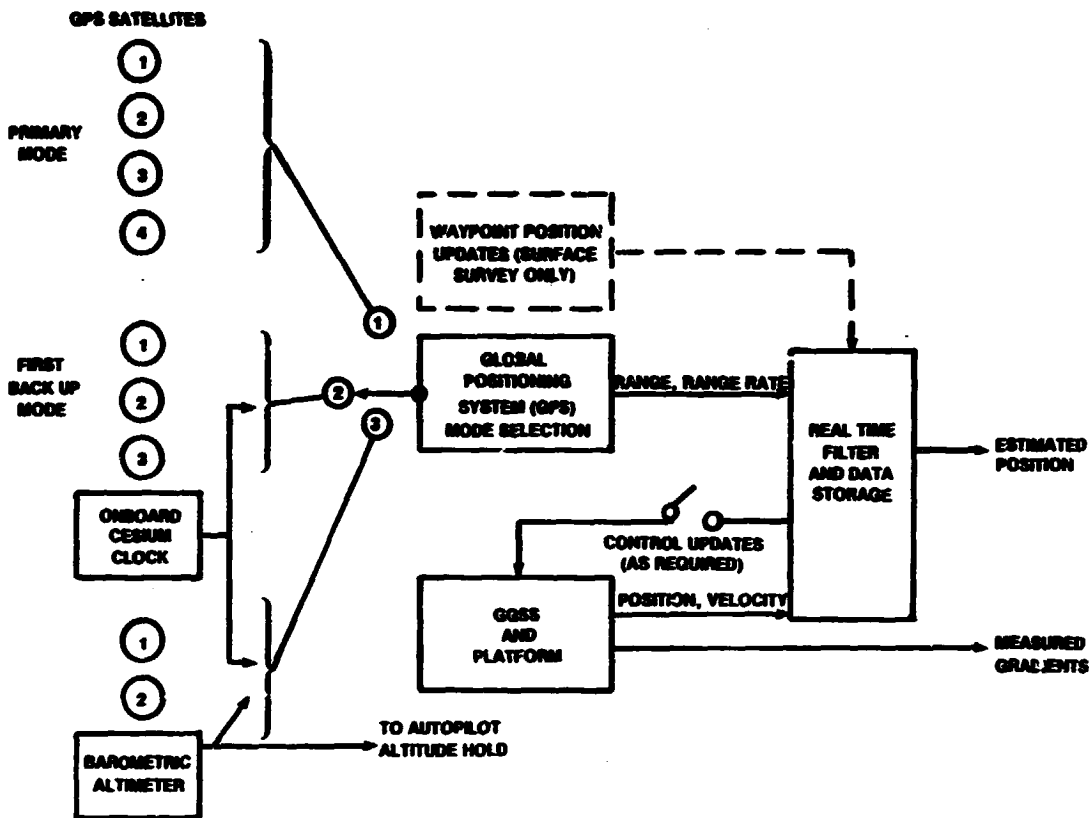 GPS SATELLITES
1
2
PRIMARY
MODE
3
4
WAYPOINT POSITION
UPDATES (SURFACE
SURVEY ONLY)
1
FIRST
BACK UP
MODE
1
2
3
2
3
GLOBAL
POSITIONING
SYSTEM (GPS)
MODE SELECTION
RANGE, RANGE RATE
REAL TIME
FILTER
AND DATA
STORAGE
ESTIMATED
POSITION
ONBOARD
CESIUM
CLOCK
CONTROL UPDATES
(AS REQUIRED)
GGSS
AND
PLATFORM
POSITION, VELOCITY
MEASURED
GRADIENTS
1
2
BAROMETRIC
ALTIMETER
TO AUTOPILOT
ALTITUDE HOLD